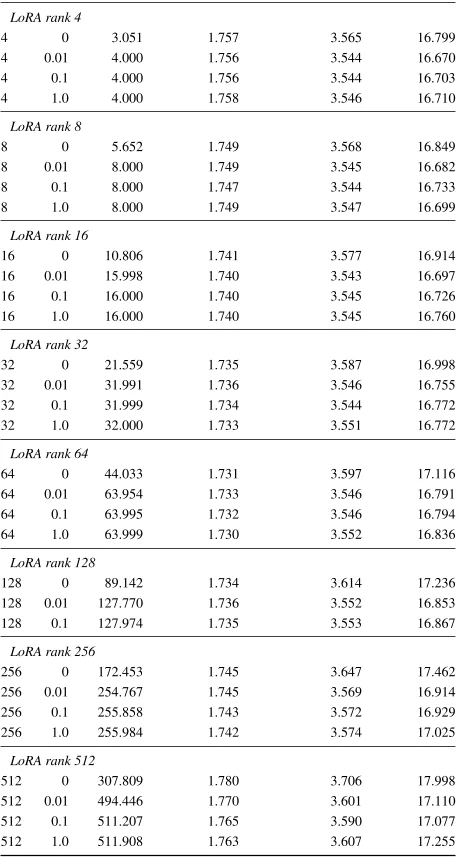 LoRA rank 4
4 0 3.051 1.757 3.565 16.799
4 0.01 4.000 1.756 3.544 16.670
4 0.1 4.000 1.756 3.544 16.703
4 1.0 4.000 1.758 3.546 16.710
LoRA rank 8
8 0 5.652 1.749 3.568 16.849
8 0.01 8.000 1.749 3.545 16.682
8 0.1 8.000 1.747 3.544 16.733
8 1.0 8.000 1.749 3.547 16.699
LoRA rank 16
16 0 10.806 1.741 3.577 16.914
16 0.01 15.998 1.740 3.543 16.697
16 0.1 16.000 1.740 3.545 16.726
16 1.0 16.000 1.740 3.545 16.760
LoRA rank 32
32 0 21.559 1.735 3.587 16.998
32 0.01 31.991 1.736 3.546 16.755
32 0.1 31.999 1.734 3.544 16.772
32 1.0 32.000 1.733 3.551 16.772
LoRA rank 64
64 0 44.033 1.731 3.597 17.116
64 0.01 63.954 1.733 3.546 16.791
64 0.1 63.995 1.732 3.546 16.794
64 1.0 63.999 1.730 3.552 16.836
LoRA rank 128
128 0 89.142 1.734 3.614 17.236
128 0.01 127.770 1.736 3.552 16.853
128 0.1 127.974 1.735 3.553 16.867
LoRA rank 256
256 0 172.453 1.745 3.647 17.462
256 0.01 254.767 1.745 3.569 16.914
256 0.1 255.858 1.743 3.572 16.929
256 1.0 255.984 1.742 3.574 17.025
LoRA rank 512
512 0 307.809 1.780 3.706 17.998
512 0.01 494.446 1.770 3.601 17.110
512 0.1 511.207 1.765 3.590 17.077
512 1.0 511.908 1.763 3.607 17.255